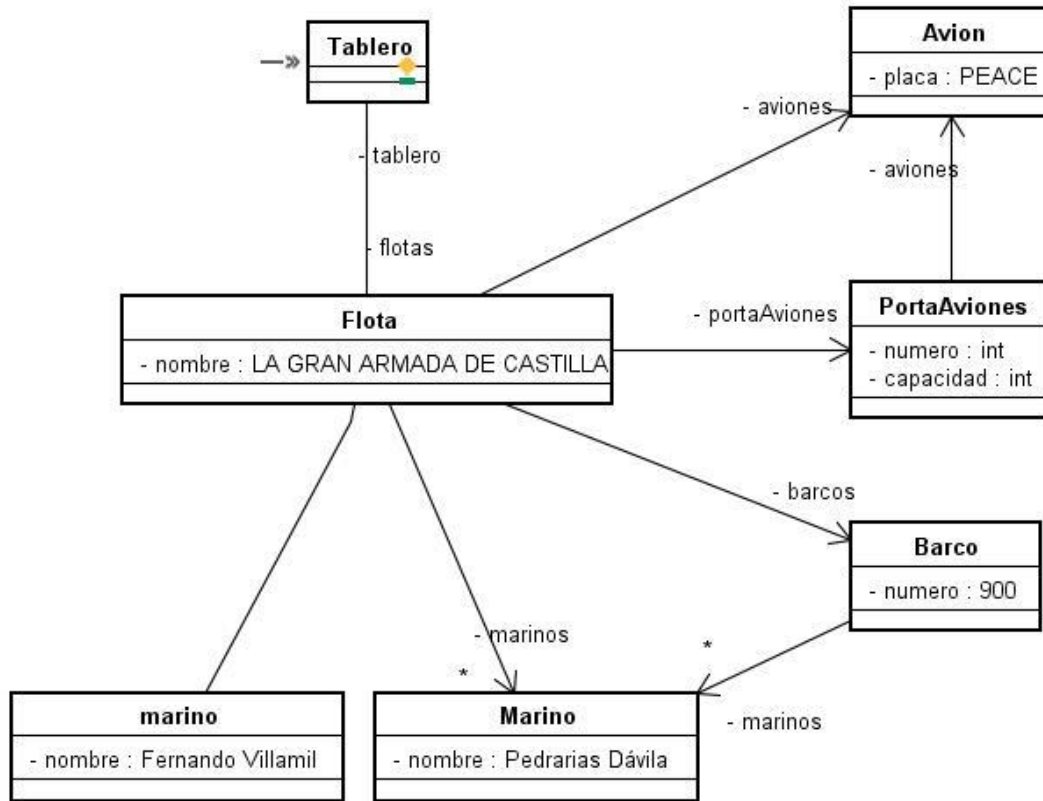 Tablero
Avion
- placa : PEACE
- aviones
- tablero
- aviones
- flotas
Flota
- nombre : LA GRAN ARMADA DE CASTILLA
- portaAviones
PortaAviones
- numero : int
- capacidad : int
- barcos
Barco
- numero : 900
- marinos
*
*
- marinos
marino
- nombre : Fernando Villamil
Marino
- nombre : Pedrarias Dávila